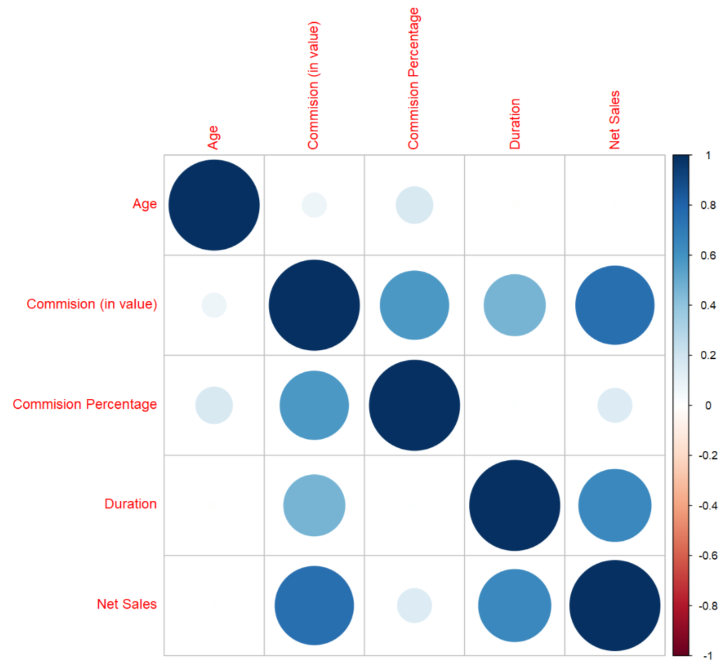 Age
Commision (in value)
Commision Percentage
Duration
Net Sales
Age
Commision (in value)
Commision Percentage
Duration
Net Sales
1
0.8
0.6
0.4
0.2
0
-0.2
-0.4
-0.6
-0.8
-1